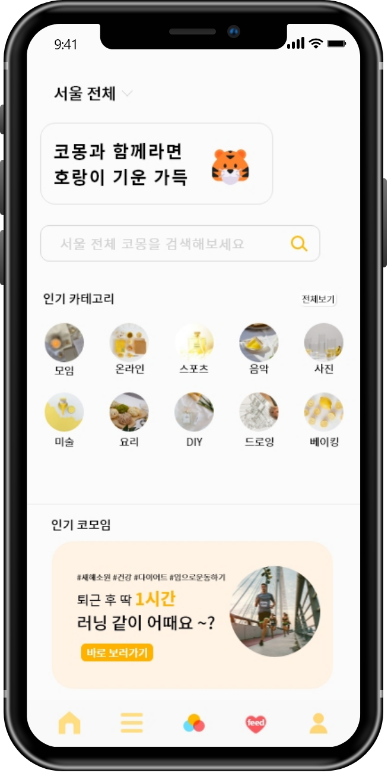 9:41
서울 전체
코몽과 함께라면
호랑이 기운 가득
서울 전체 코몽을 검색해보세요
인기 카테고리
전체보기
모임
온라인
스포츠
음악
사진
미술
요리
DIY
드로잉
베이킹
인기 코모임
#새해소원 #건강 #다이어트 #앱으로운동하기
퇴근 후 딱 1시간
러닝 같이 어때요 ~?
바로 보러가기
feed